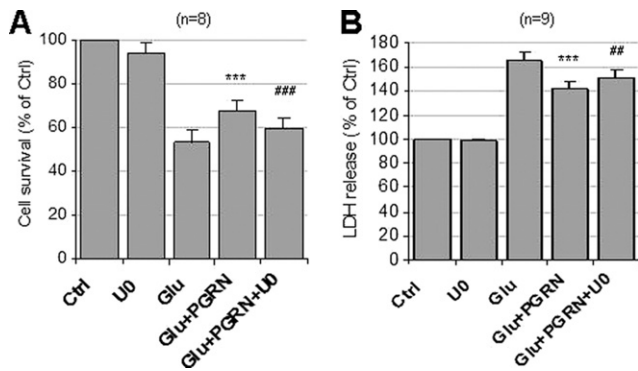 A
(n=8)
Cell survival (% of Ctrl)
100
80
60
40
20
0
***
###
Ctrl
U0
Glu
Glu+PGRN
Glu+PGRN+U0
B
(n=9)
LDH release (% of Ctrl)
180
160
140
120
100
80
60
40
20
0
***
##
Ctrl
U0
Glu
Glu+PGRN
Glu+PGRN+U0